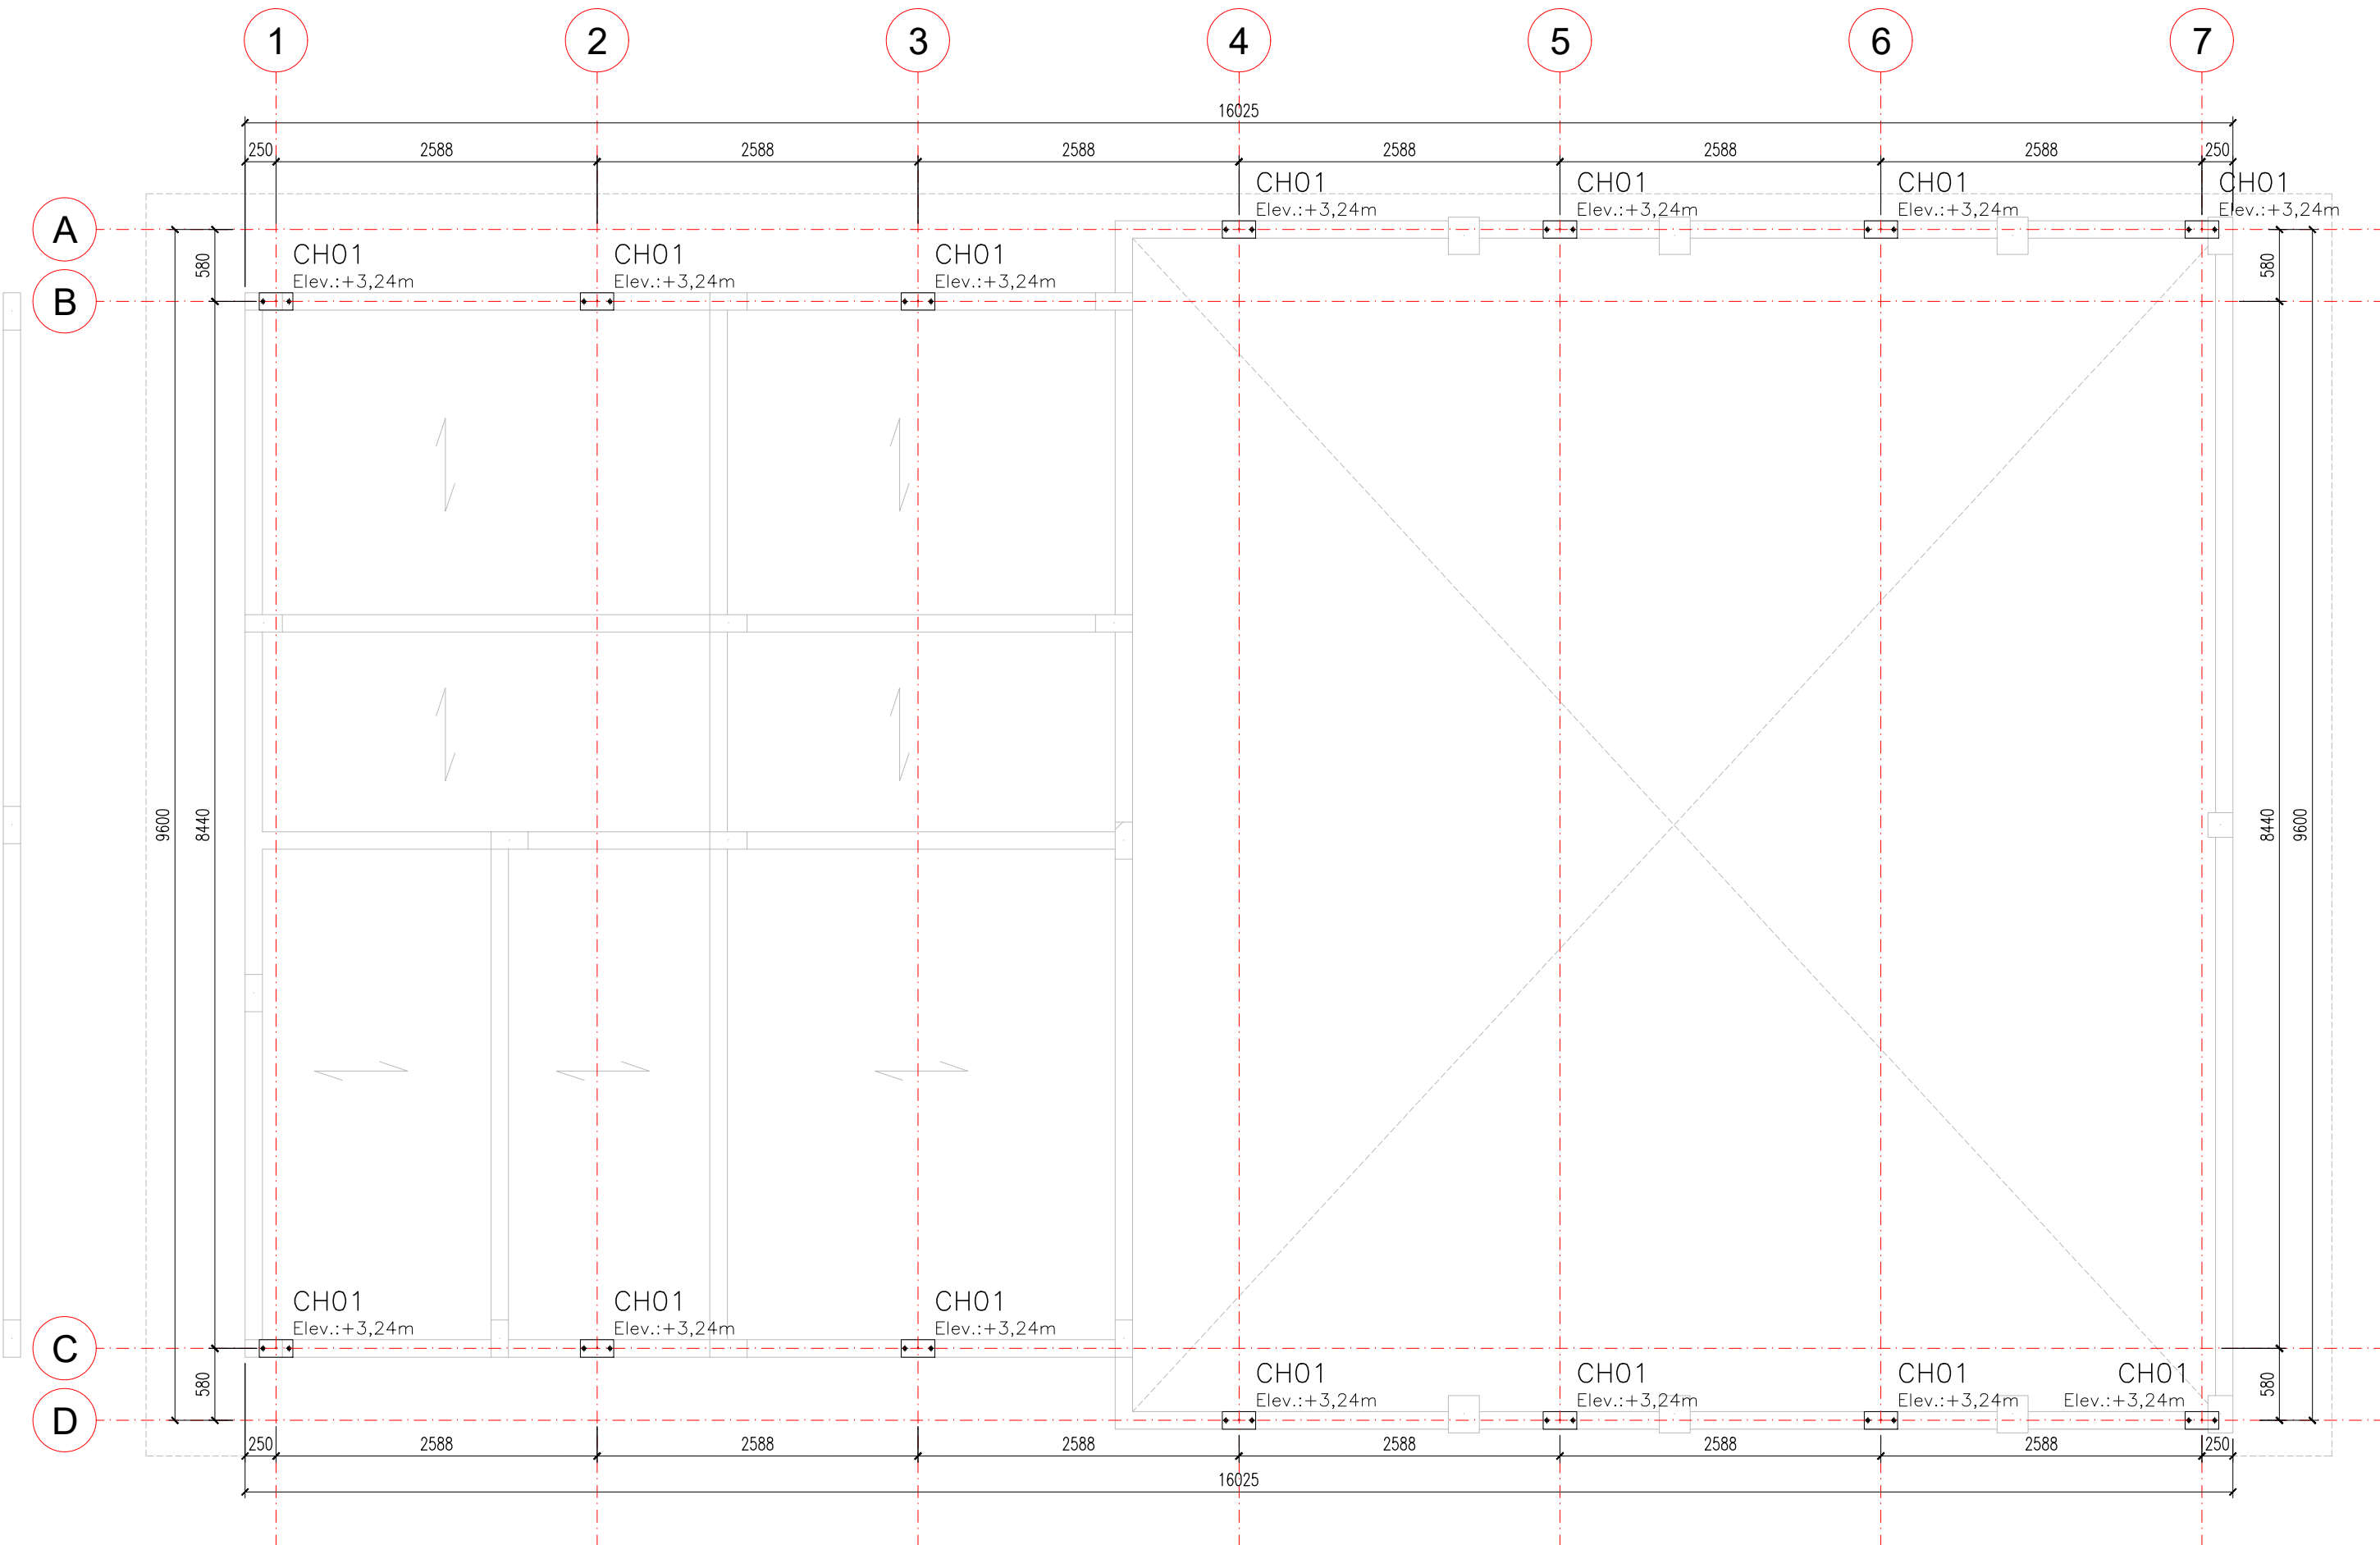 1 2 3 4 5 6 7
16025
250 2588 2588 2588 2588 2588 2588 250
CH01 CH01 CH01 CH01
Elev.:+3,24m Elev.:+3,24m Elev.:+3,24m Elev.:+3,24m
A
580 580
CH01 CH01 CH01
Elev.:+3,24m Elev.:+3,24m Elev.:+3,24m
B
9600 8440 8440 9600
CH01 CH01 CH01
Elev.:+3,24m Elev.:+3,24m Elev.:+3,24m
C
CH01 CH01 CH01 CH01
580 Elev.:+3,24m Elev.:+3,24m Elev.:+3,24m Elev.:+3,24m 580
D
250 2588 2588 2588 2588 2588 2588 250
16025